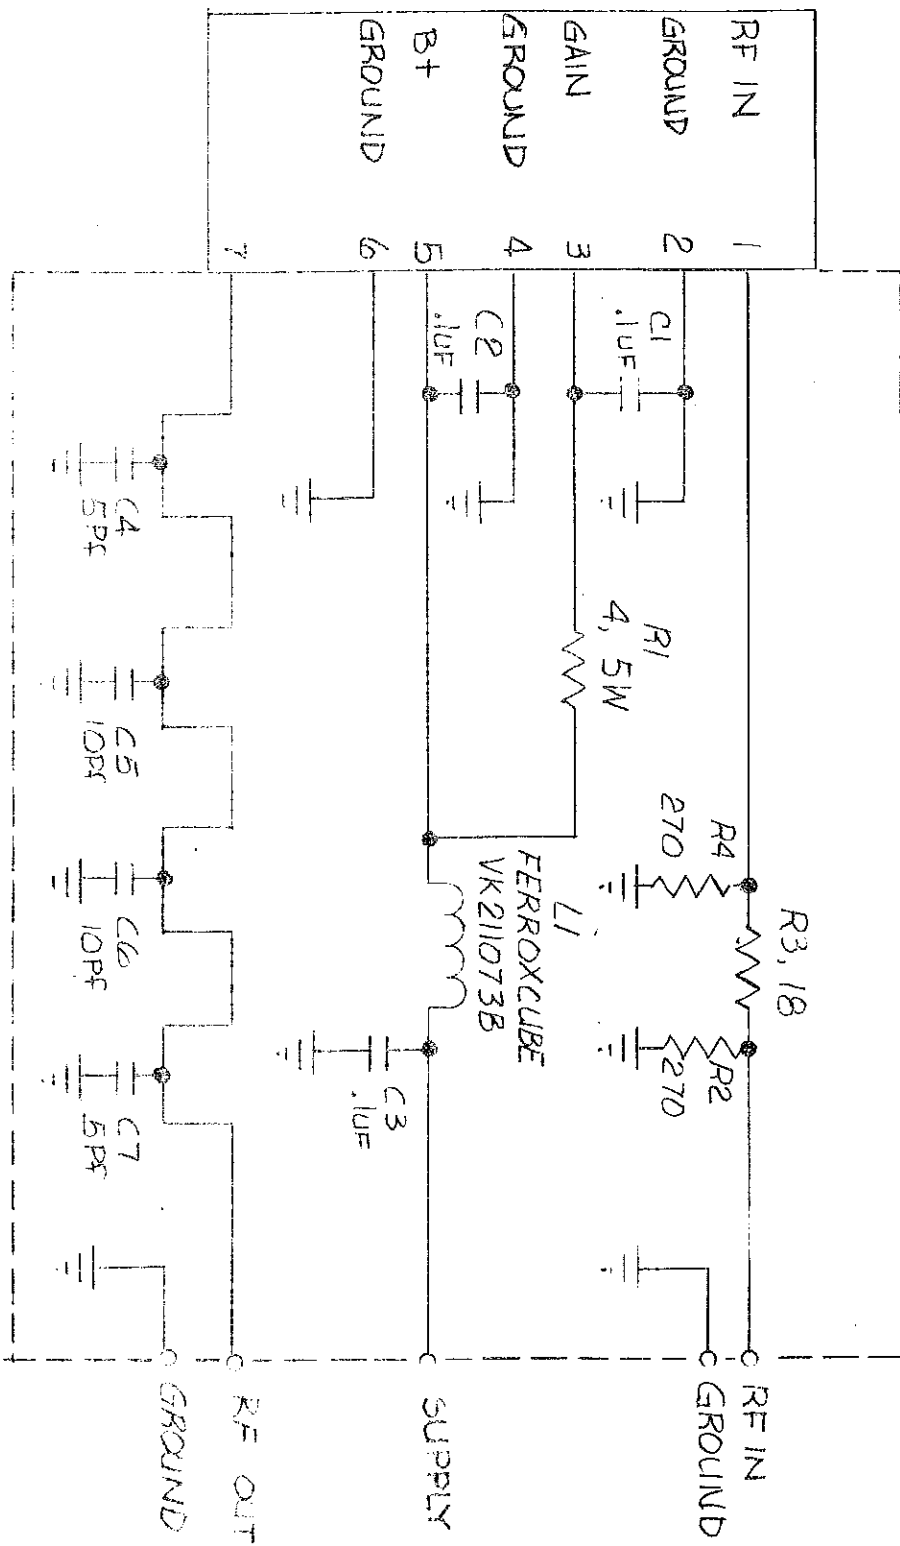 RF IN 1
GROUND 2
GAIN 3
GROUND 4
B+ 5
GROUND 6
7
C1
.1uF
C2
.1uF
R1
4, 5W
R4
270
R3, 18
R2
270
L1
FERROXCUBE
VK211073B
C3
.1uF
C4
5Pf
C5
10Pf
C6
10Pf
C7
5Pf
RF IN
GROUND
SUPPLY
RF OUT
GROUND